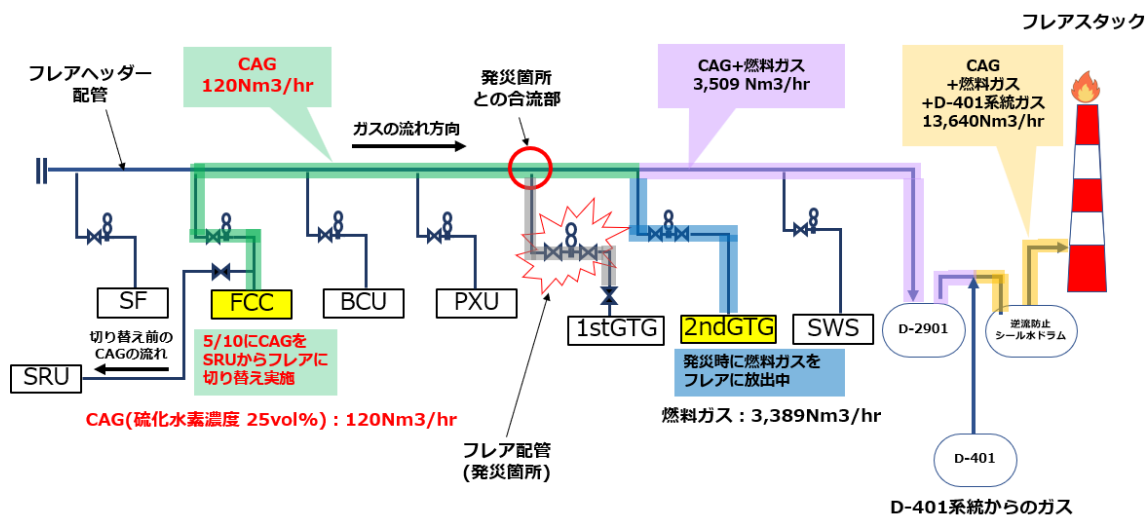 フレアスタック
フレアヘッダー
配管
CAG
120Nm3/hr
ガスの流れ方向
発災箇所
との合流部
CAG+燃料ガス
3,509 Nm3/hr
CAG
+燃料ガス
+D-401系統ガス
13,640Nm3/hr
SF
FCC
BCU
PXU
1stGTG
2ndGTG
SWS
D-2901
逆流防止
シール水ドラム
切り替え前の
CAGの流れ
SRU
5/10にCAGを
SRUからフレアに
切り替え実施
発災時に燃料ガスを
フレアに放出中
CAG(硫化水素濃度 25vol%)：120Nm3/hr
燃料ガス：3,389Nm3/hr
フレア配管
(発災箇所)
D-401
D-401系統からのガス